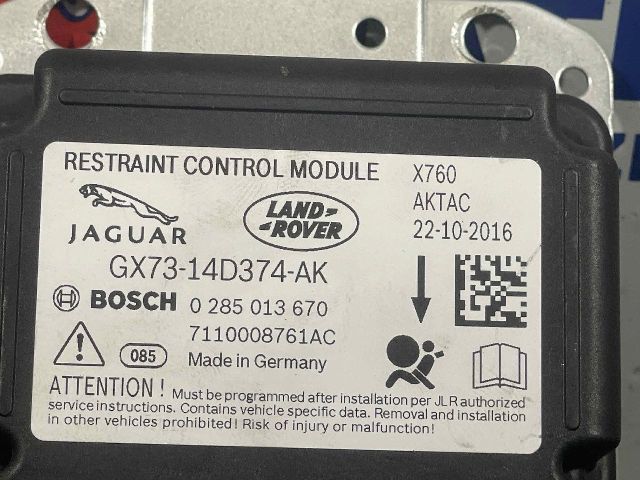 RESTRAINT CONTROL MODULE
X760
AKTAC
22-10-2016
JAGUAR
LAND-
ROVER
GX73-14D374-AK
BOSCH 0 285 013 670
7110008761AC
085
Made in Germany
ATTENTION ! Must be programmed after installation per JLR authorized
service instructions. Contains vehicle specific data. Removal and installation
in other vehicles prohibited! Risk of injury or malfunction!